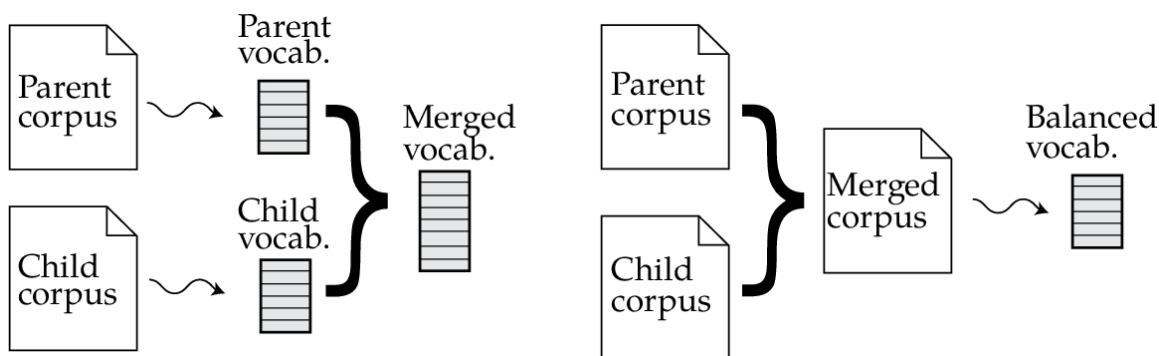 Parent
corpus
Parent
vocab.
Child
corpus
Child
vocab.
Merged
vocab.
Parent
corpus
Child
corpus
Merged
corpus
Balanced
vocab.